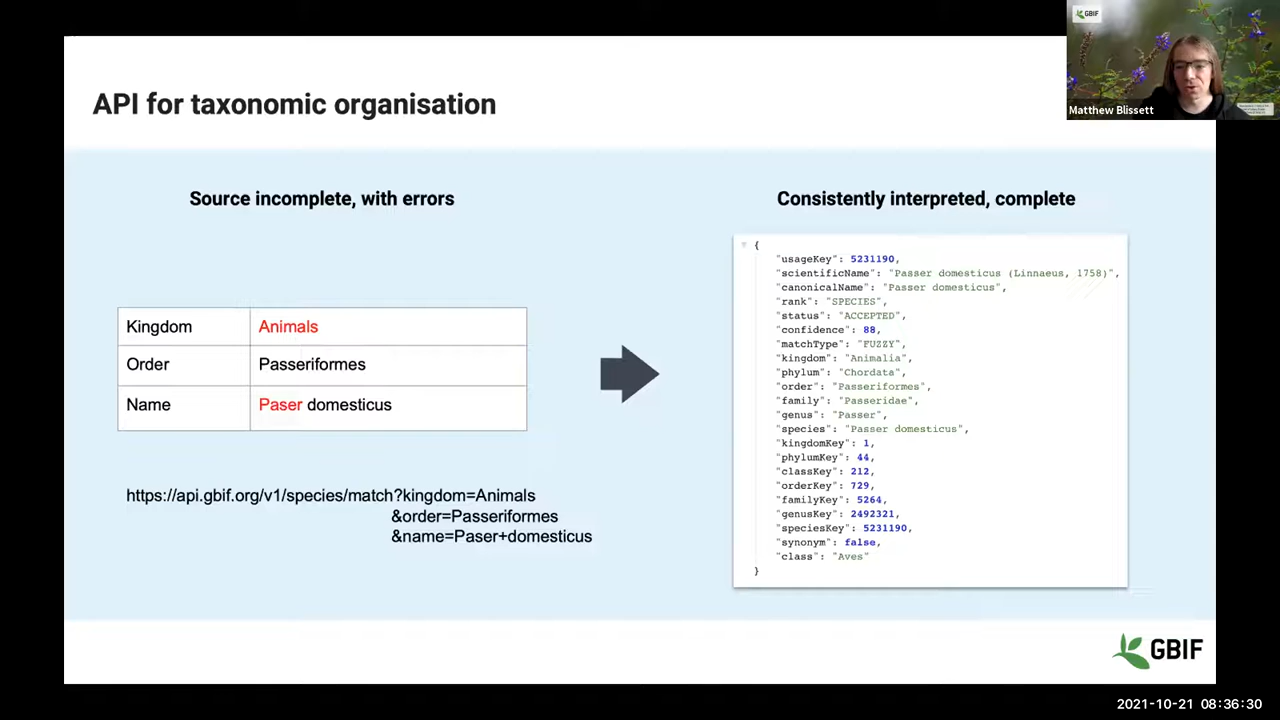 GBIF
Matthew Blissett
API for taxonomic organisation
Source incomplete, with errors
Kingdom Animals
Order Passeriformes
Name Paser domesticus
https://api.gbif.org/v1/species/match?kingdom=Animals
&order=Passeriformes
&name=Paser+domesticus
Consistently interpreted, complete
{
"usageKey": 5231190,
"scientificName": "Passer domesticus (Linnaeus, 1758)",
"canonicalName": "Passer domesticus",
"rank": "SPECIES",
"status": "ACCEPTED",
"confidence": 88,
"matchType": "FUZZY",
"kingdom": "Animalia",
"phylum": "Chordata",
"order": "Passeriformes",
"family": "Passeridae",
"genus": "Passer",
"species": "Passer domesticus",
"kingdomKey": 1,
"phylumKey": 44,
"classKey": 212,
"orderKey": 729,
"familyKey": 5264,
"genusKey": 2492321,
"speciesKey": 5231190,
"synonym": false,
"class": "Aves"
}
GBIF
2021-10-21 08:36:30